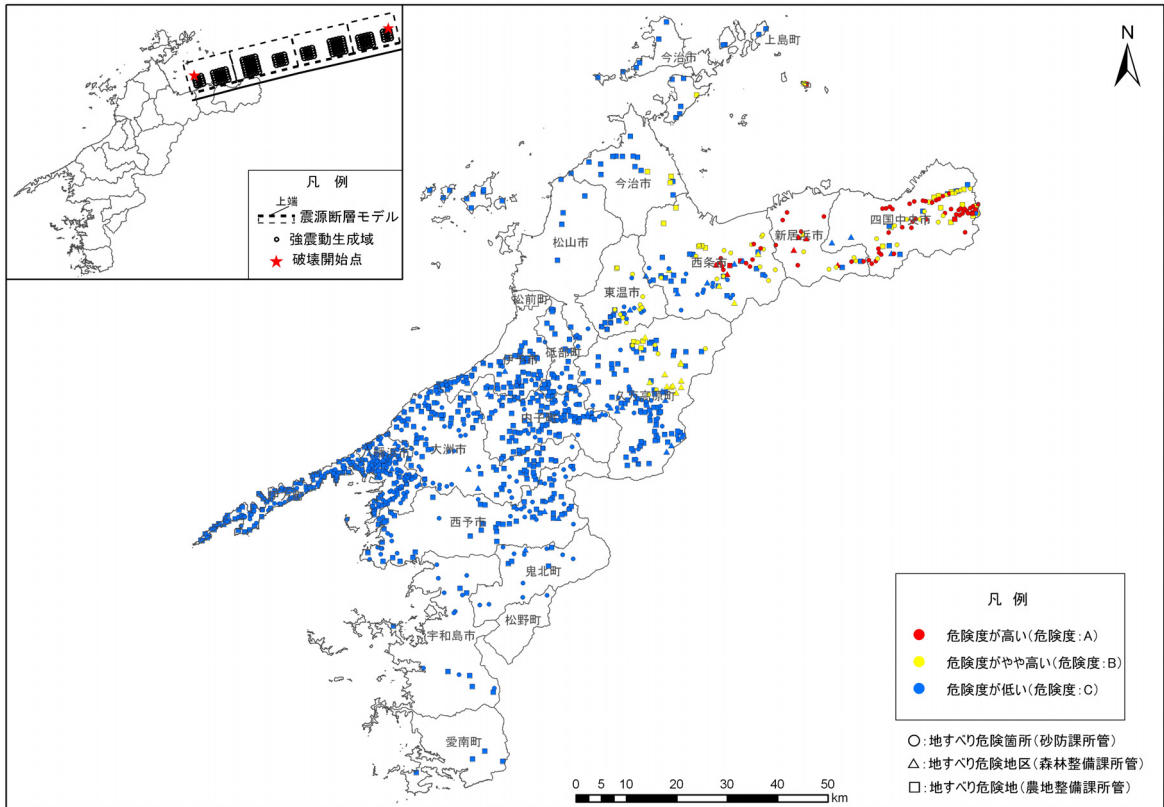 凡 例
上端
震源断層モデル
強震動生成域
破壊開始点
N
上島町
今治市
今治市
四国中央市
新居浜市
松山市
西条市
東温市
松前町
砥部町
伊予市
久万高原町
内子町
大洲市
八幡浜市
西予市
鬼北町
松野町
宇和島市
愛南町
凡 例
危険度が高い(危険度:A)
危険度がやや高い(危険度:B)
危険度が低い(危険度:C)
○:地すべり危険箇所(砂防課所管)
△:地すべり危険地区(森林整備課所管)
□:地すべり危険地(農地整備課所管)
0 5 10 20 30 40 50
km